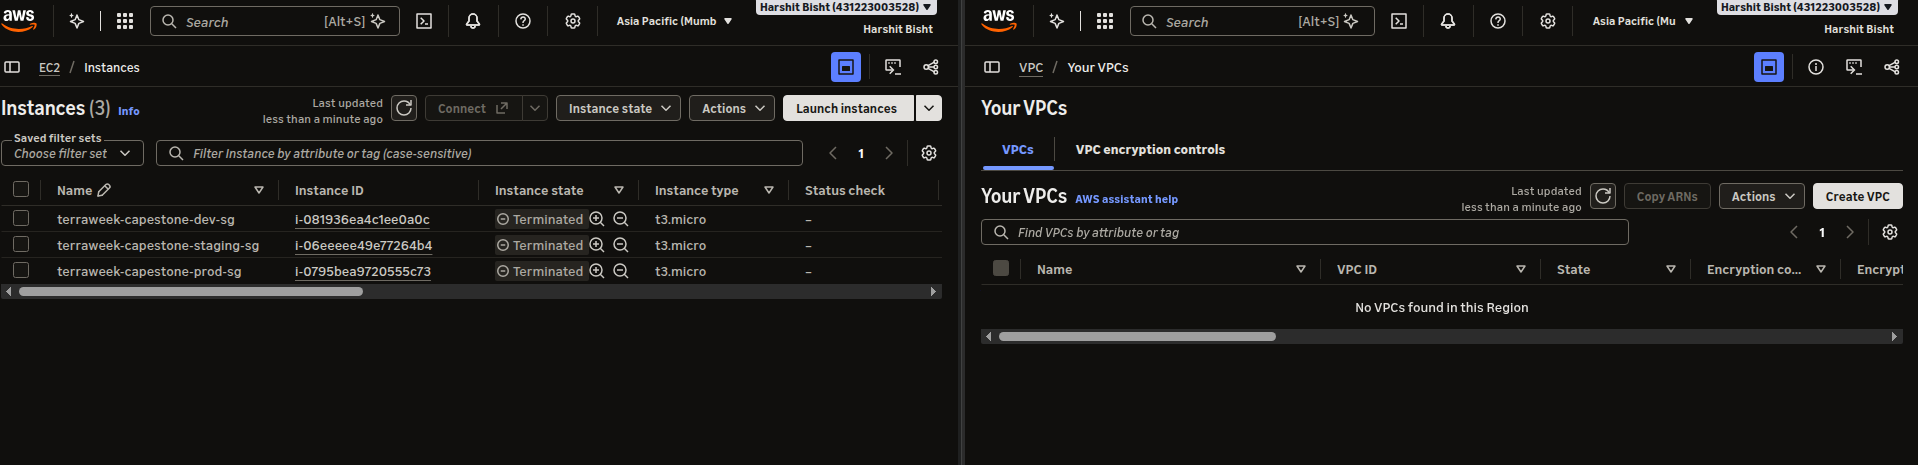 aws
Search [Alt+S]
Asia Pacific (Mumb
Harshit Bisht (431223003528)
Harshit Bisht
EC2 / Instances
Instances (3) Info
Last updated
less than a minute ago
Connect
Instance state
Actions
Launch instances
Saved filter sets
Choose filter set
Filter Instance by attribute or tag (case-sensitive)
1
Name Instance ID Instance state Instance type Status check
terraweek-capestone-dev-sg i-081936ea4c1ee0a0c Terminated t3.micro –
terraweek-capestone-staging-sg i-06eeeee49e77264b4 Terminated t3.micro –
terraweek-capestone-prod-sg i-0795bea9720555c73 Terminated t3.micro –
aws
Search [Alt+S]
Asia Pacific (Mu
Harshit Bisht (431223003528)
Harshit Bisht
VPC / Your VPCs
Your VPCs
VPCs VPC encryption controls
Your VPCs AWS assistant help
Last updated
less than a minute ago
Copy ARNs
Actions
Create VPC
Find VPCs by attribute or tag
1
Name VPC ID State Encryption co... Encrypt
No VPCs found in this Region